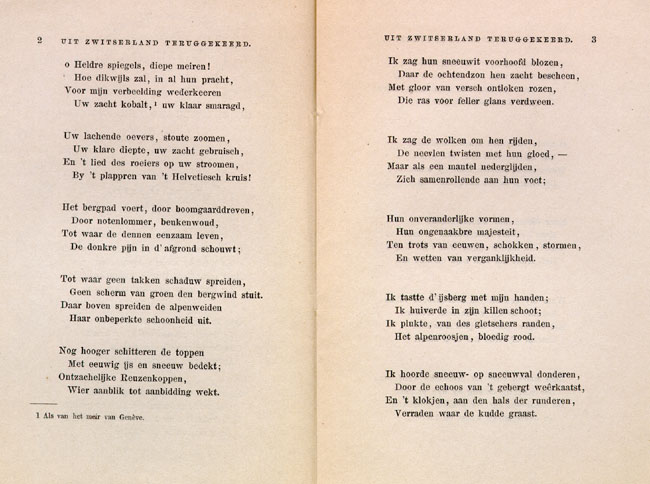 2 UIT ZWITSERLAND TERUGGEKEERD.
o Heldre spiegels, diepe meiren!
Hoe dikwijls zal, in al hun pracht,
Voor mijn verbeelding wederkeeren
Uw zacht kobalt,¹ uw klaar smaragd,
Uw lachende oevers, stoute zoomen,
Uw klare diepte, uw zacht gebruisch,
En 't lied des roeiers op uw stroomen,
By 't plappren van 't Helvetiesch kruis!
Het bergpad voert, door boomgaarddreven,
Door notenlommer, beukenwoud,
Tot waar de dennen eenzaam leven,
De donkre pijn in d'afgrond schouwt;
Tot waar geen takken schaduw spreiden,
Geen scherm van groen den bergwind stuit.
Daar boven spreiden de alpenweiden
Haar onbeperkte schoonheid uit.
Nog hooger schitteren de toppen
Met eeuwig ijs en sneeuw bedekt;
Ontzachelijke Reuzenkoppen,
Wier aanblik tot aanbidding wekt.
1 Als van het meir van Genève.
UIT ZWITSERLAND TERUGGEKEERD. 3
Ik zag hun sneeuwit voorhoofd blozen,
Daar de ochtendzon hen zacht bescheen,
Met gloor van versch ontloken rozen,
Die ras voor feller glans verdween.
Ik zag de wolken om hen rijden,
De neevlen twisten met hun gloed, —
Maar als een mantel nederglijden,
Zich samenrollende aan hun voet;
Hun onveranderlijke vormen,
Hun ongenaakbre majesteit,
Ten trots van eeuwen, schokken, stormen,
En wetten van verganklijkheid.
Ik tastte d'ijsberg met mijn handen;
Ik huiverde in zijn killen schoot;
Ik plukte, van des gletschers randen,
Het alpenroosjen, bloedig rood.
Ik hoorde sneeuw- op sneeuwval donderen,
Door de echoos van 't gebergt weêrkaatst,
En 't klokjen, aan den hals der runderen,
Verraden waar de kudde graast.